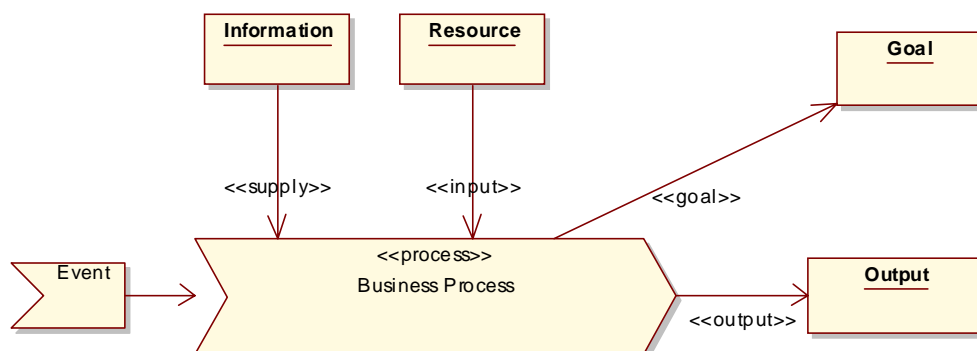 Information
Resource
Goal
<<supply>>
<<input>>
<<goal>>
<<process>>
Business Process
Event
Output
<<output>>